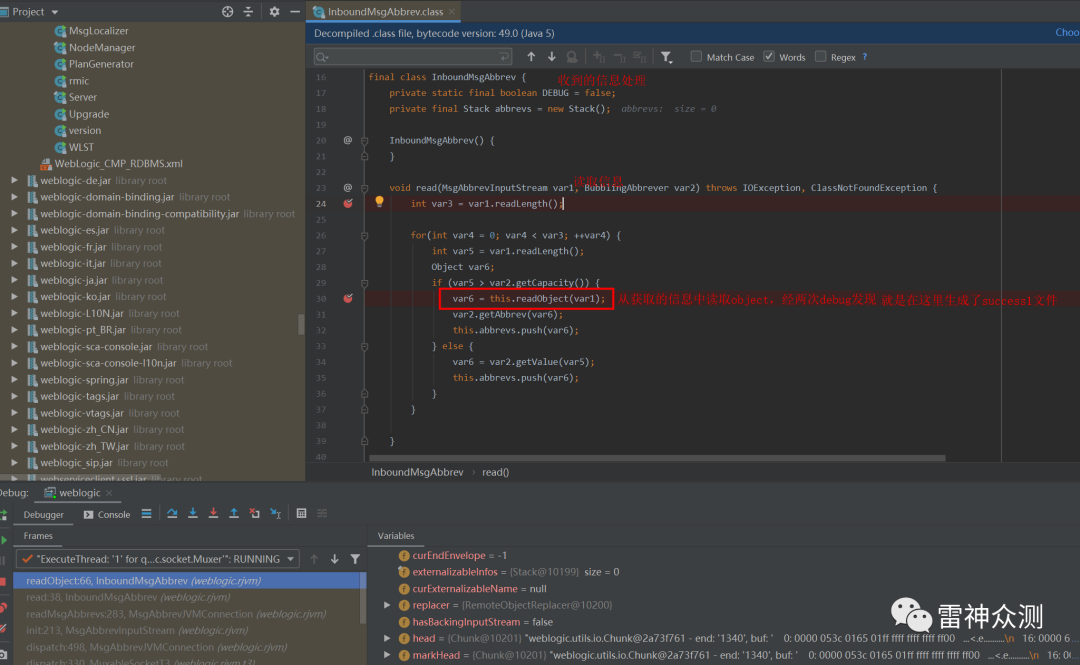 Project
InboundMsgAbbrev.class
MsgLocalizer
NodeManager
PlanGenerator
rmic
Server
Upgrade
version
WLST
WebLogic_CMP_RDBMS.xml
weblogic-de.jar library root
weblogic-domain-binding.jar library root
weblogic-domain-binding-compatibility.jar library root
weblogic-es.jar library root
weblogic-fr.jar library root
weblogic-it.jar library root
weblogic-ja.jar library root
weblogic-ko.jar library root
weblogic-L10N.jar library root
weblogic-pt_BR.jar library root
weblogic-sca-console.jar library root
weblogic-sca-console-l10n.jar library root
weblogic-spring.jar library root
weblogic-tags.jar library root
weblogic-vtags.jar library root
weblogic-zh_CN.jar library root
weblogic-zh_TW.jar library root
weblogic_sip.jar library root
webserviceclient+ssl.jar library root
Decompiled .class file, bytecode version: 49.0 (Java 5) Choo
Match Case Words Regex ?
16 final class InboundMsgAbbrev { 收到的信息处理
17 private static final boolean DEBUG = false;
18 private final Stack abbrevs = new Stack(); abbrevs: size = 0
19
20 @ InboundMsgAbbrev() {
21 }
22
读取信息
23 @ void read(MsgAbbrevInputStream var1, BubblingAbbrever var2) throws IOException, ClassNotFoundException {
24 int var3 = var1.readLength();
25
26 for(int var4 = 0; var4 < var3; ++var4) {
27 int var5 = var1.readLength();
28 Object var6;
29 if (var5 > var2.getCapacity()) {
30 var6 = this.readObject(var1); 从获取的信息中读取object，经两次debug发现 就是在这里生成了success1文件
31 var2.getAbbrev(var6);
32 this.abbrevs.push(var6);
33 } else {
34 var6 = var2.getValue(var5);
35 this.abbrevs.push(var6);
36 }
37 }
38
39 }
40
InboundMsgAbbrev › read()
Debug: weblogic
Debugger Console
Frames
"ExecuteThread: '1' for q...c.socket.Muxer'": RUNNING
readObject:66, InboundMsgAbbrev (weblogic.rjvm)
read:38, InboundMsgAbbrev (weblogic.rjvm)
readMsgAbbrevs:283, MsgAbbrevJVMConnection (weblogic.rjvm)
init:213, MsgAbbrevInputStream (weblogic.rjvm)
dispatch:498, MsgAbbrevJVMConnection (weblogic.rjvm)
dispatch:330, MuxableSocketT3 (weblogic.rjvm.t3)
Variables
curEndEnvelope = -1
externalizableInfos = {Stack@10199} size = 0
curExternalizableName = null
replacer = {RemoteObjectReplacer@10200}
hasBackingInputStream = false
head = {Chunk@10201} "weblogic.utils.io.Chunk@2a73f761 - end: '1340', buf: ' 0: 0000 053c 0165 01ff ffff ffff ffff ff00 ...<.e..........\n 16: 0000 6
markHead = {Chunk@10201} "weblogic.utils.io.Chunk@2a73f761 - end: '1340', buf: ' 0: 0000 053c 0165 01ff ffff ffff ffff ff00 ...<.e..........\n 16: 0
雷神众测